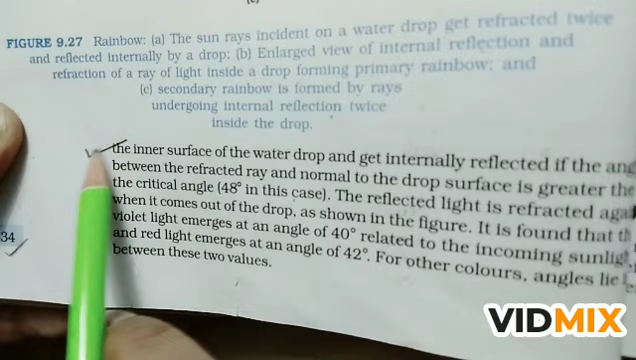 FIGURE 9.27 Rainbow: (a) The sun rays incident on a water drop get refracted twice
and reflected internally by a drop; (b) Enlarged view of internal reflection and
refraction of a ray of light inside a drop forming primary rainbow; and
(c) secondary rainbow is formed by rays
undergoing internal reflection twice
inside the drop.
the inner surface of the water drop and get internally reflected if the
between the refracted ray and normal to the drop surface is greater
the critical angle (48° in this case). The reflected light is refracted
when it comes out of the drop, as shown in the figure. It is found that
violet light emerges at an angle of 40° related to the incoming
and red light emerges at an angle of 42°. For other colours, angles lie
between these two values.
34
VIDMIX